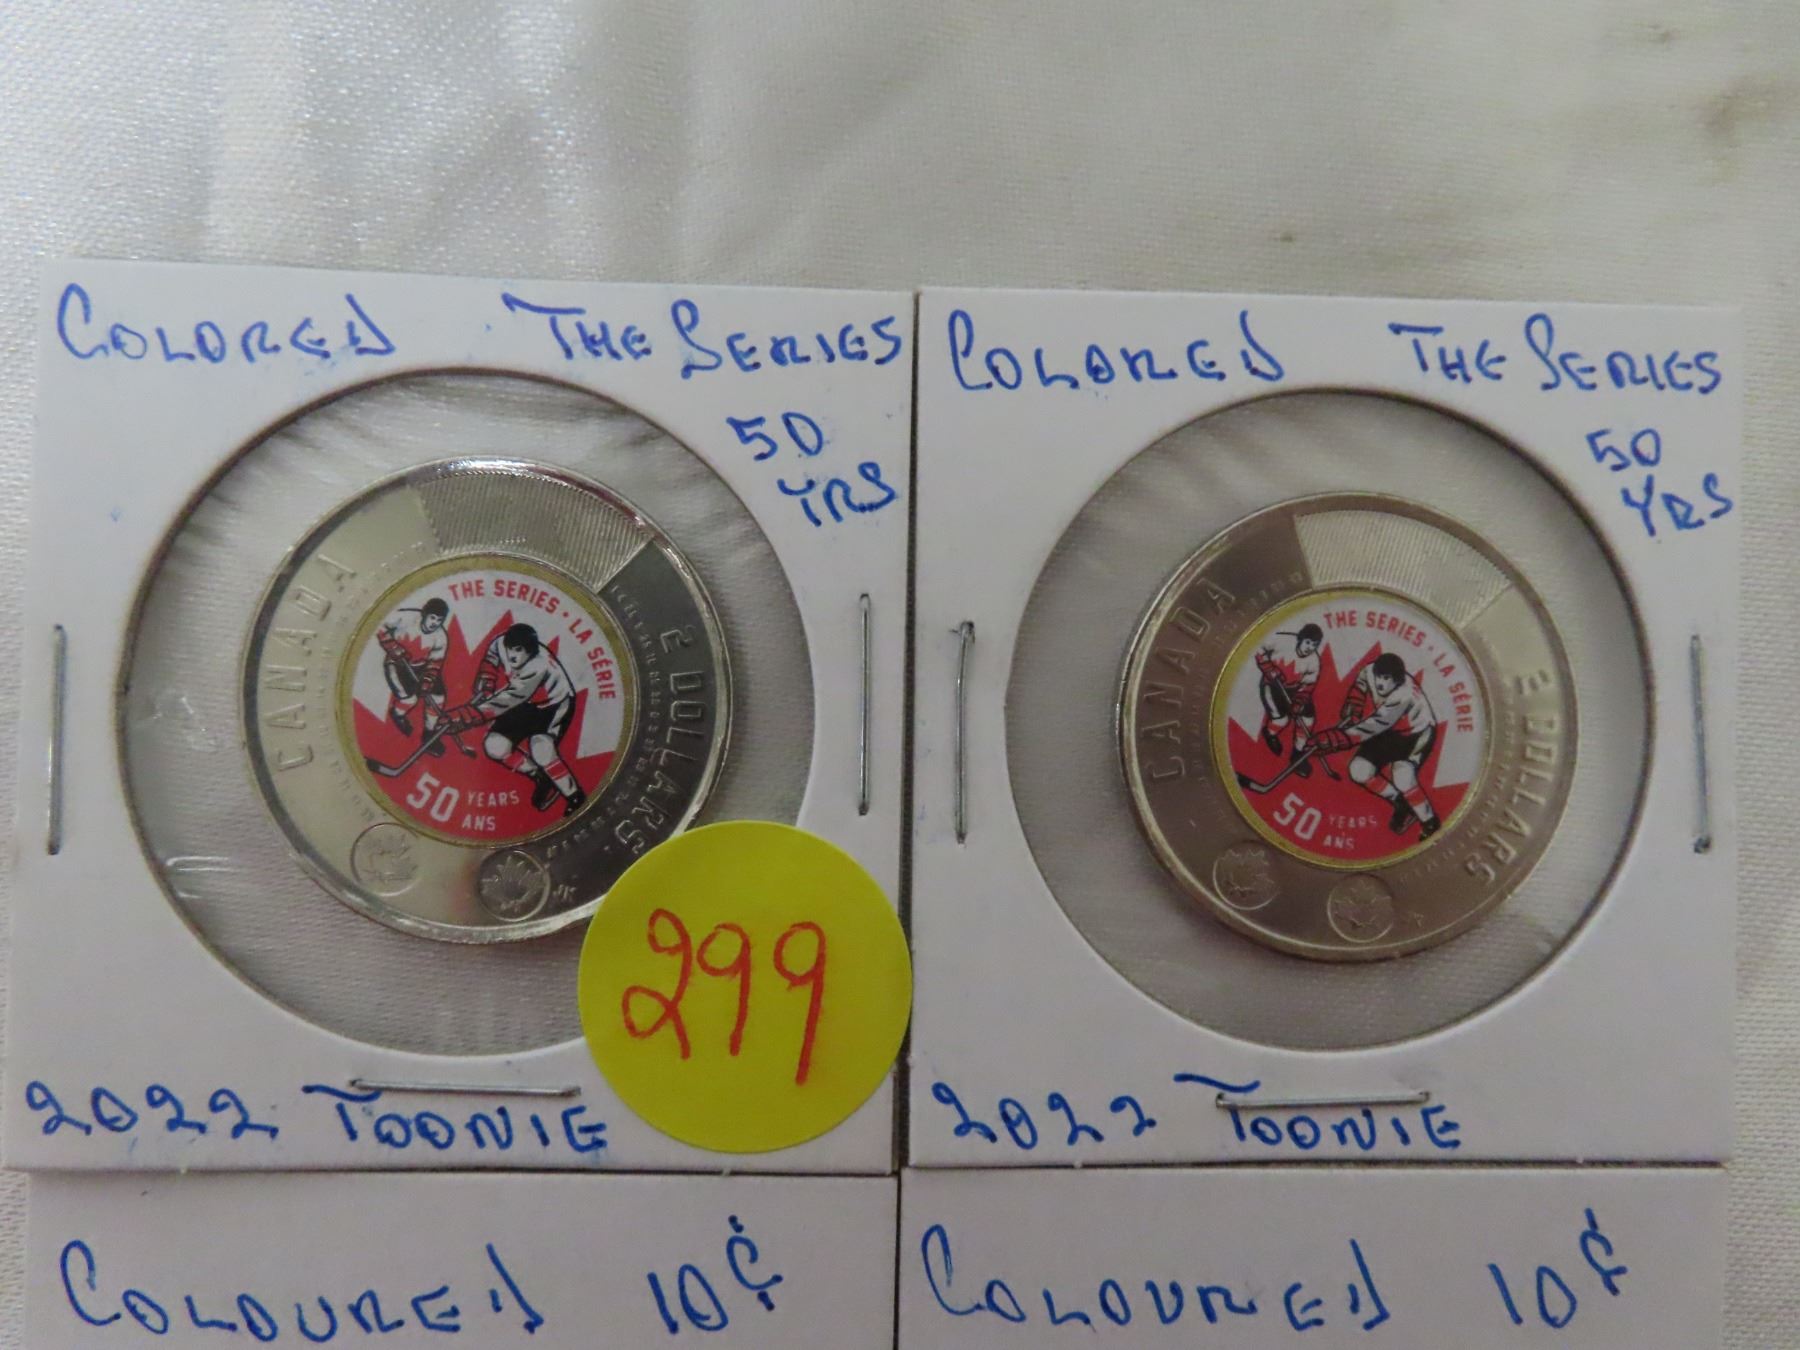 COLORED THE SERIES
50
YRS
CANADA
THE SERIES • LA SÉRIE
2 DOLLARS
50 YEARS
ANS
299
2022 TOONIE
COLORED THE SERIES
50
YRS
CANADA
THE SERIES • LA SÉRIE
2 DOLLARS
50 YEARS
ANS
2022 TOONIE
COLOURED 10¢
COLOURED 10¢